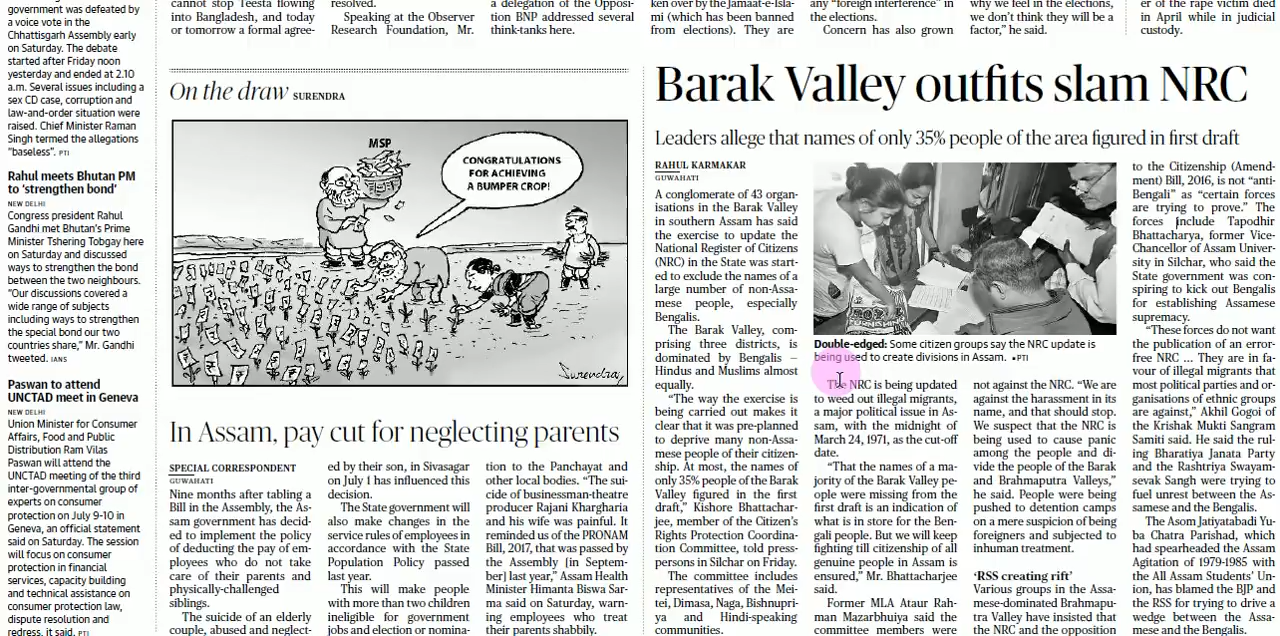 government was defeated by
a voice vote in the
Chhattisgarh Assembly early
on Saturday. The debate
started after Friday noon
yesterday and ended at 2.10
a.m. Several issues including a
sex CD case, corruption and
law-and-order situation were
raised. Chief Minister Raman
Singh termed the allegations
"baseless". PTI
Rahul meets Bhutan PM
to 'strengthen bond'
NEW DELHI
Congress president Rahul
Gandhi met Bhutan's Prime
Minister Tshering Tobgay here
on Saturday and discussed
ways to strengthen the bond
between the two neighbours.
"Our discussions covered a
wide range of subjects
including ways to strengthen
the special bond our two
countries share," Mr. Gandhi
tweeted. IANS
Paswan to attend
UNCTAD meet in Geneva
NEW DELHI
Union Minister for Consumer
Affairs, Food and Public
Distribution Ram Vilas
Paswan will attend the
UNCTAD meeting of the third
inter-governmental group of
experts on consumer
protection on July 9-10 in
Geneva, an official statement
said on Saturday. The session
will focus on consumer
protection in financial
services, capacity building
and technical assistance on
consumer protection law,
dispute resolution and
redress, it said. PTI
cannot stop Teesta flowing
into Bangladesh, and today
or tomorrow a formal agree-
resolved.
Speaking at the Observer
Research Foundation, Mr.
a delegation of the Opposi-
tion BNP addressed several
think-tanks here.
ken over by the Jamaat-e-Isla-
mi (which has been banned
from elections). They are
any "foreign interference" in
the elections.
Concern has also grown
why we feel in the elections,
we don't think they will be a
factor," he said.
er of the rape victim died
in April while in judicial
custody.
On the draw SURENDRA
MSP
CONGRATULATIONS
FOR ACHIEVING
A BUMPER CROP!
Surendra
In Assam, pay cut for neglecting parents
SPECIAL CORRESPONDENT
GUWAHATI
Nine months after tabling a
Bill in the Assembly, the As-
sam government has decid-
ed to implement the policy
of deducting the pay of em-
ployees who do not take
care of their parents and
physically-challenged
siblings.
The suicide of an elderly
couple, abused and neglect-
ed by their son, in Sivasagar
on July 1 has influenced this
decision.
The State government will
also make changes in the
service rules of employees in
accordance with the State
Population Policy passed
last year.
This will make people
with more than two children
ineligible for government
jobs and election or nomina-
tion to the Panchayat and
other local bodies. "The sui-
cide of businessman-theatre
producer Rajani Khargharia
and his wife was painful. It
reminded us of the PRONAM
Bill, 2017, that was passed by
the Assembly [in Septem-
ber] last year," Assam Health
Minister Himanta Biswa Sar-
ma said on Saturday, warn-
ing employees who treat
their parents shabbily.
Barak Valley outfits slam NRC
Leaders allege that names of only 35% people of the area figured in first draft
RAHUL KARMAKAR
GUWAHATI
A conglomerate of 43 organ-
isations in the Barak Valley
in southern Assam has said
the exercise to update the
National Register of Citizens
(NRC) in the State was start-
ed to exclude the names of a
large number of non-Assa-
mese people, especially
Bengalis.
The Barak Valley, com-
prising three districts, is
dominated by Bengalis –
Hindus and Muslims almost
equally.
"The way the exercise is
being carried out makes it
clear that it was pre-planned
to deprive many non-Assa-
mese people of their citizen-
ship. At most, the names of
only 35% people of the Barak
Valley figured in the first
draft," Kishore Bhattachar-
jee, member of the Citizen's
Rights Protection Coordina-
tion Committee, told press-
persons in Silchar on Friday.
The committee includes
representatives of the Mei-
tei, Dimasa, Naga, Bishnupri-
ya and Hindi-speaking
communities.
Double-edged: Some citizen groups say the NRC update is
being used to create divisions in Assam. •PTI
The NRC is being updated
to weed out illegal migrants,
a major political issue in As-
sam, with the midnight of
March 24, 1971, as the cut-off
date.
"That the names of a ma-
jority of the Barak Valley pe-
ople were missing from the
first draft is an indication of
what is in store for the Ben-
gali people. But we will keep
fighting till citizenship of all
genuine people in Assam is
ensured," Mr. Bhattacharjee
said.
Former MLA Ataur Rah-
man Mazarbhuiya said the
committee members were
not against the NRC. "We are
against the harassment in its
name, and that should stop.
We suspect that the NRC is
being used to cause panic
among the people and di-
vide the people of the Barak
and Brahmaputra Valleys,"
he said. People were being
pushed to detention camps
on a mere suspicion of being
foreigners and subjected to
inhuman treatment.
'RSS creating rift'
Various groups in the Assa-
mese-dominated Brahmapu-
tra Valley have insisted that
the NRC and the opposition
to the Citizenship (Amend-
ment) Bill, 2016, is not "anti-
Bengali" as "certain forces
are trying to prove." The
forces include Tapodhir
Bhattacharya, former Vice-
Chancellor of Assam Univer-
sity in Silchar, who said the
State government was con-
spiring to kick out Bengalis
for establishing Assamese
supremacy.
"These forces do not want
the publication of an error-
free NRC ... They are in fa-
vour of illegal migrants that
most political parties and or-
ganisations of ethnic groups
are against," Akhil Gogoi of
the Krishak Mukti Sangram
Samiti said. He said the rul-
ing Bharatiya Janata Party
and the Rashtriya Swayam-
sevak Sangh were trying to
fuel unrest between the As-
samese and the Bengalis.
The Asom Jatiyatabadi Yu-
ba Chatra Parishad, which
had spearheaded the Assam
Agitation of 1979-1985 with
the All Assam Students' Un-
ion, has blamed the BJP and
the RSS for trying to drive a
wedge between the Assa-
mese and the Bengalis.